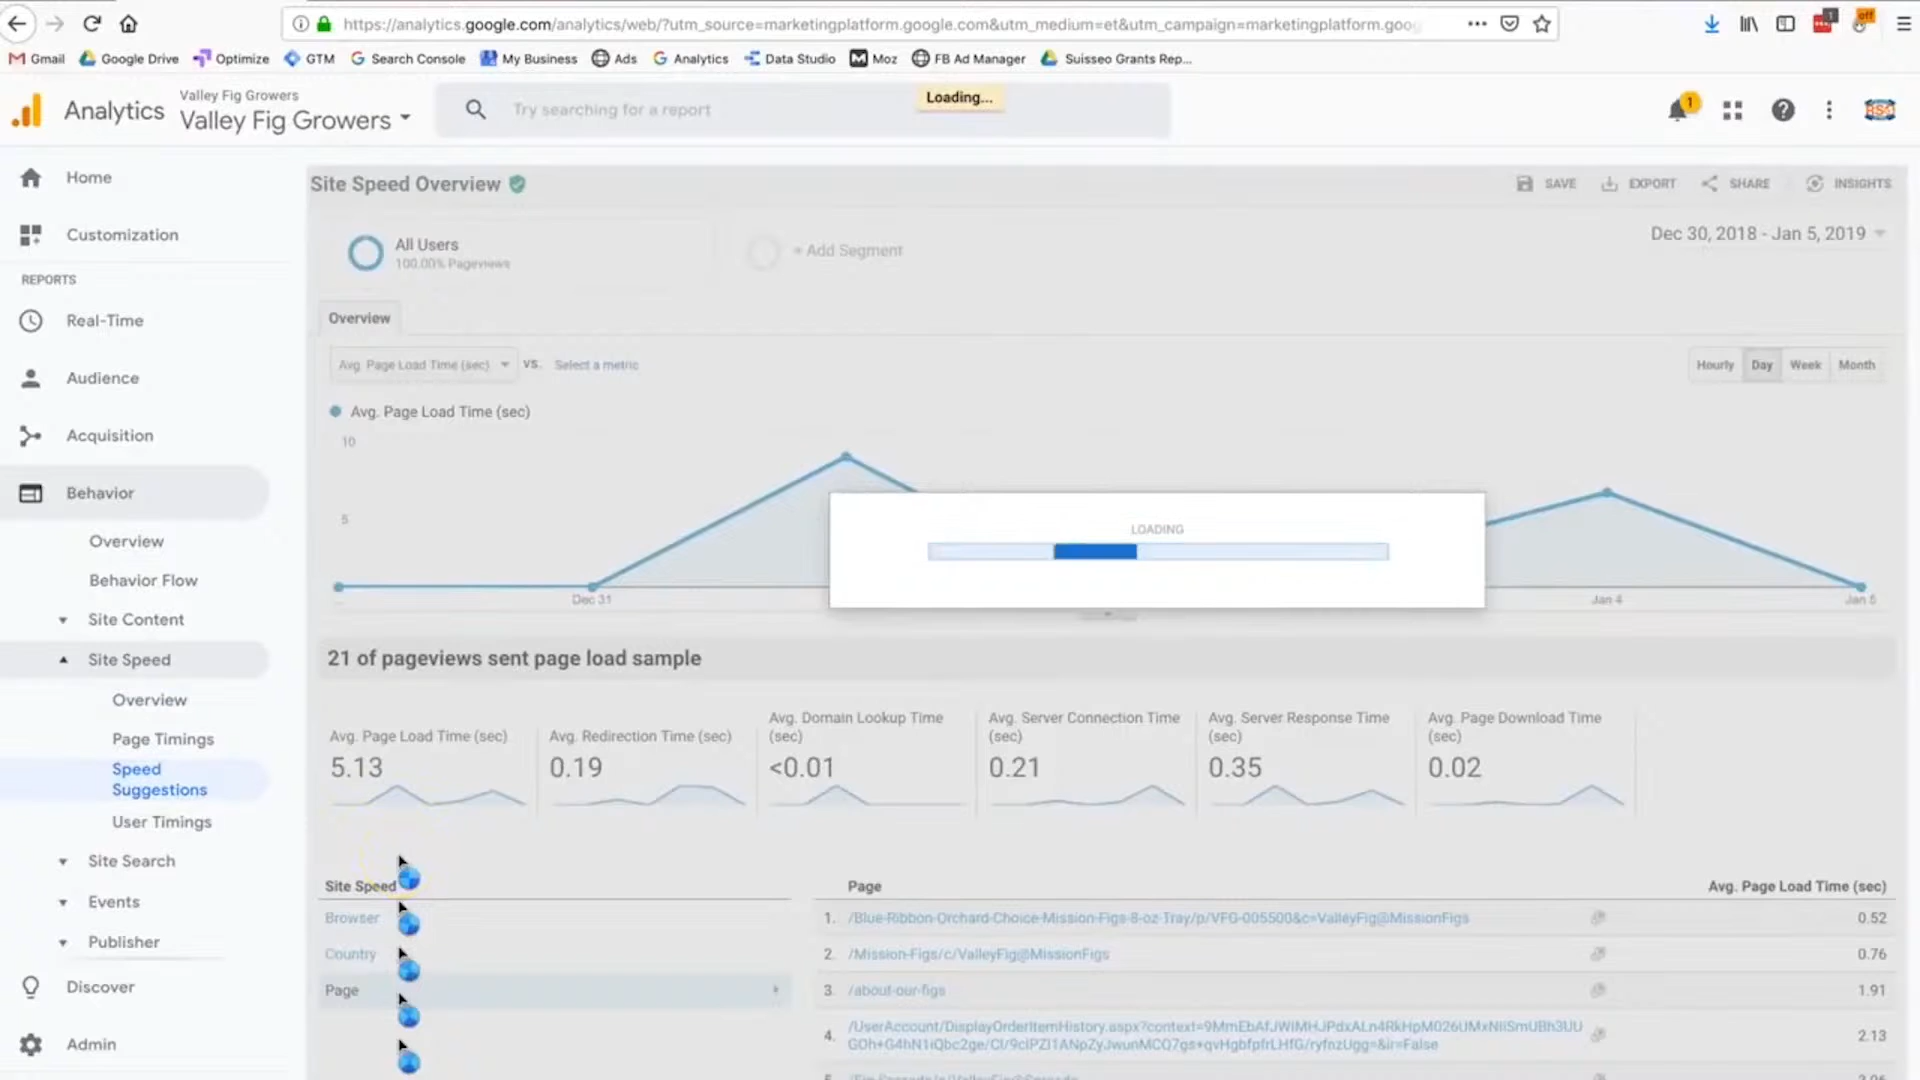 https://analytics.google.com/analytics/web/?utm_source=marketingplatform.google.com&utm_medium=et&utm_campaign=marketingplatform.goog
Gmail Google Drive Optimize GTM Search Console My Business Ads Analytics Data Studio Moz FB Ad Manager Suisseo Grants Rep...
Analytics
Valley Fig Growers
Valley Fig Growers
Try searching for a report
Loading...
1
Home
Customization
REPORTS
Real-Time
Audience
Acquisition
Behavior
Overview
Behavior Flow
Site Content
Site Speed
Overview
Page Timings
Speed
Suggestions
User Timings
Site Search
Events
Publisher
Discover
Admin
Site Speed Overview
SAVE EXPORT SHARE INSIGHTS
All Users
100.00% Pageviews
+ Add Segment
Dec 30, 2018 - Jan 5, 2019
Overview
Avg. Page Load Time (sec) VS. Select a metric
Hourly Day Week Month
Avg. Page Load Time (sec)
10
5
LOADING
... Dec 31 Jan 4 Jan 5
21 of pageviews sent page load sample
Avg. Page Load Time (sec)
5.13
Avg. Redirection Time (sec)
0.19
Avg. Domain Lookup Time
(sec)
<0.01
Avg. Server Connection Time
(sec)
0.21
Avg. Server Response Time
(sec)
0.35
Avg. Page Download Time
(sec)
0.02
Site Speed
Browser
Country
Page
Page Avg. Page Load Time (sec)
1. /Blue-Ribbon-Orchard-Choice-Mission-Figs-8-oz-Tray/p/VFG-005500&c=ValleyFig@MissionFigs 0.52
2. /Mission-Figs/c/ValleyFig@MissionFigs 0.76
3. /about-our-figs 1.91
4. 2.13